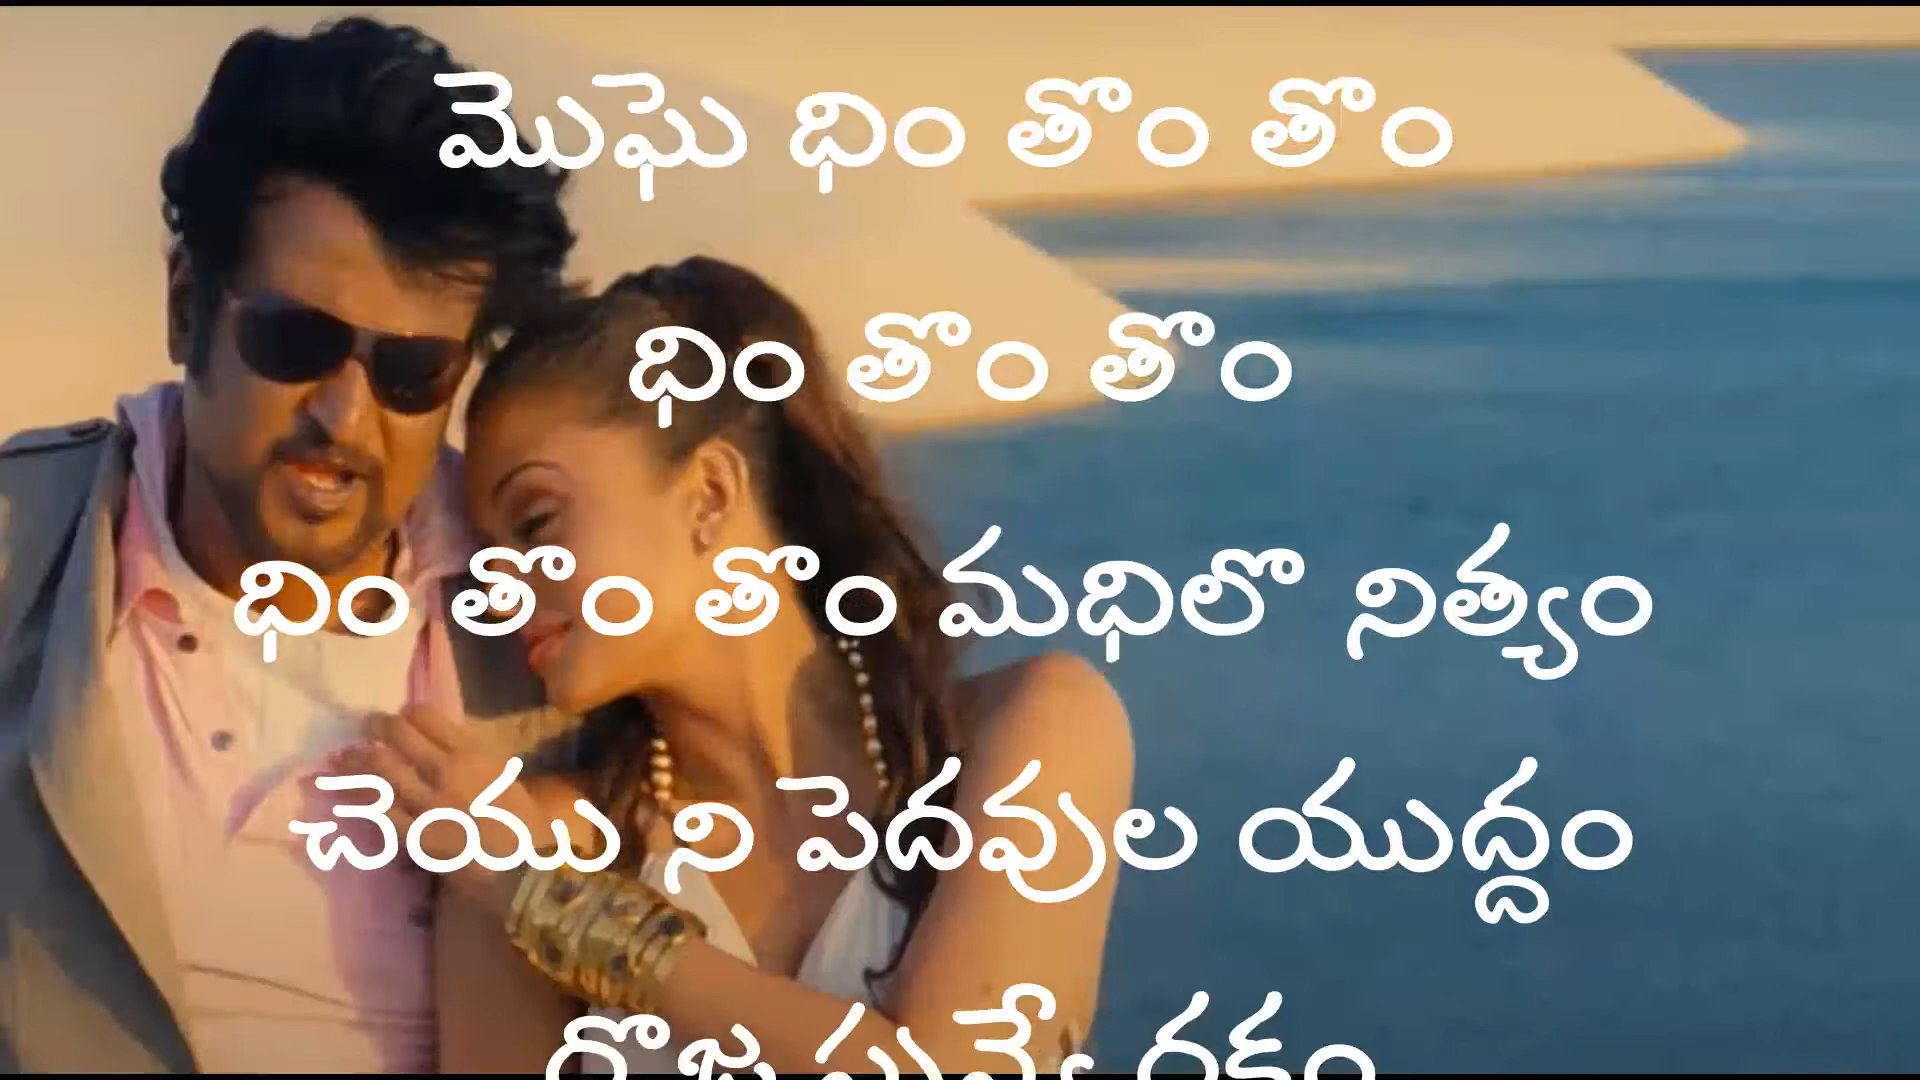 మొఘె ధిం తొం తొం
ధిం తొం తొం
ధిం తొం తొం మధిలొ నిత్యం
చెయు ని పెదవుల యుద్దం